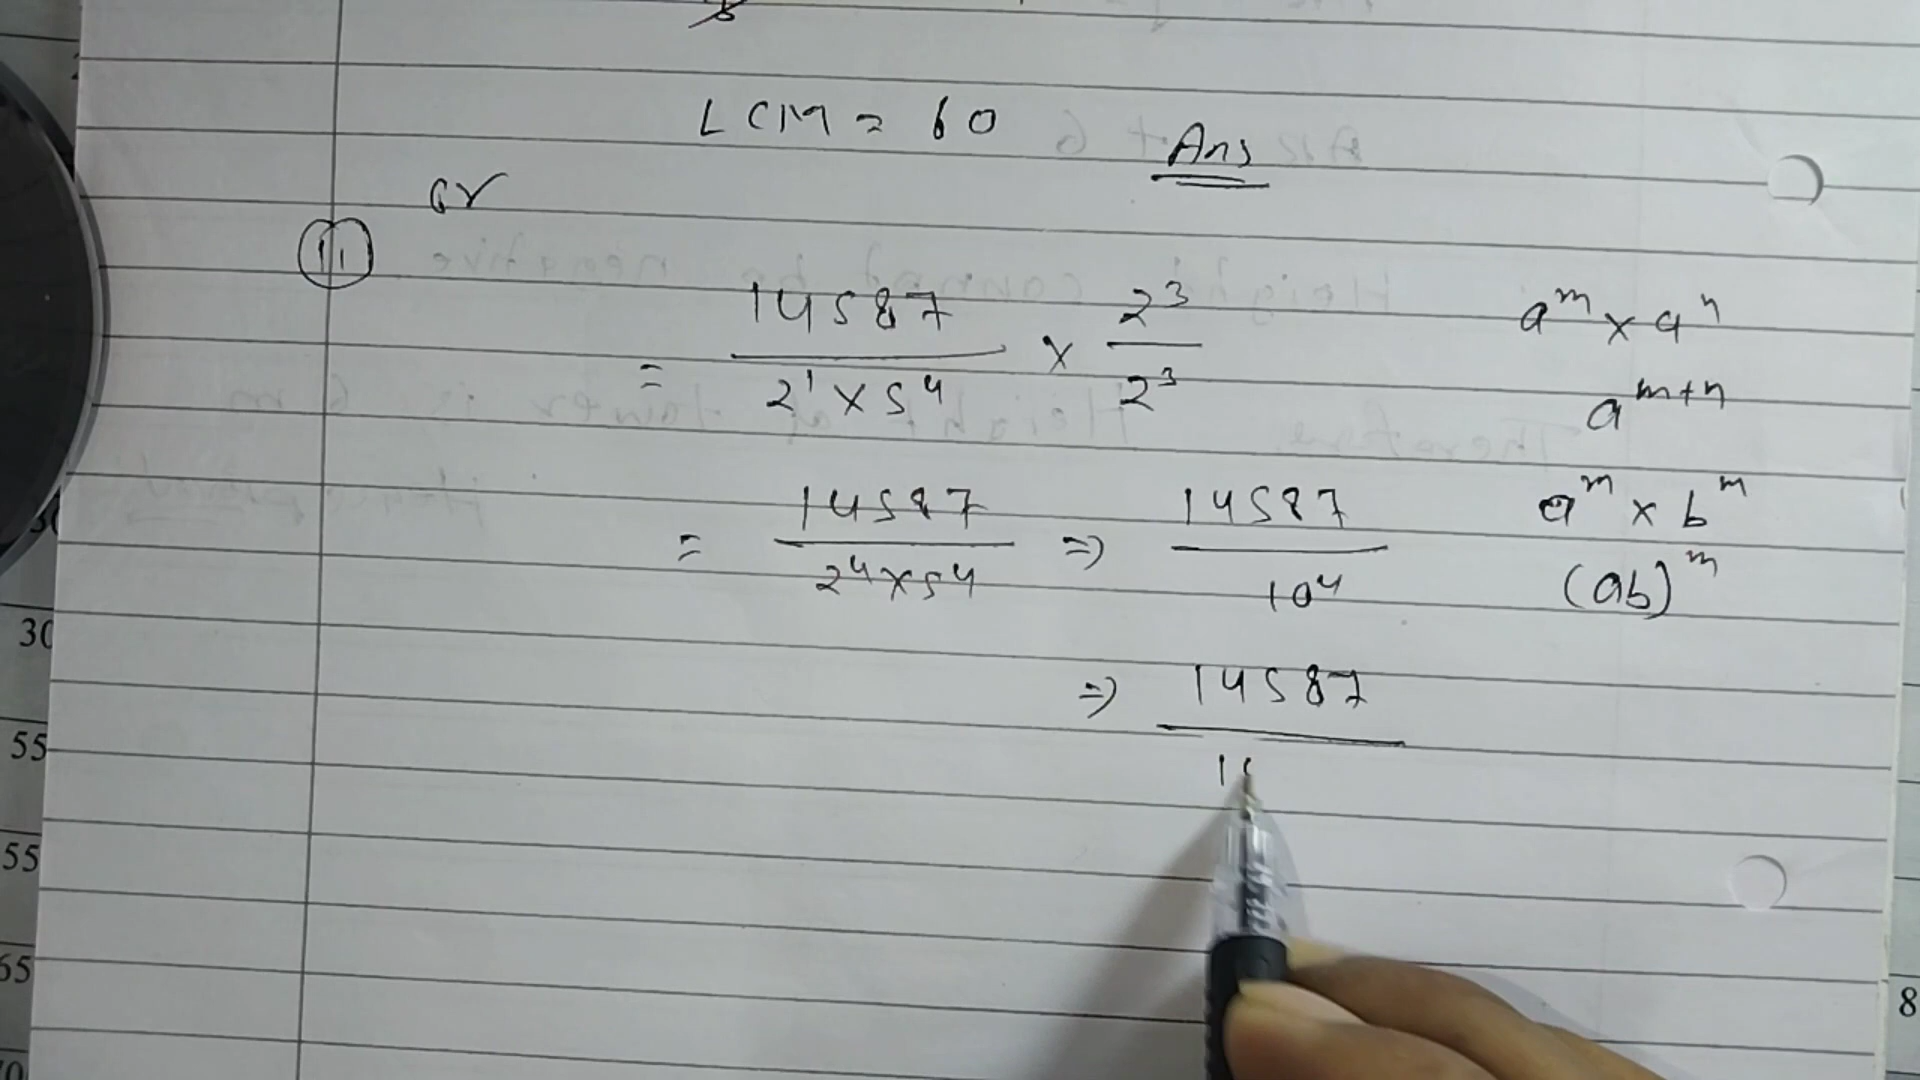 LCM = 60 Ans
or
11
= 14587 / 2^1 × 5^4 × 2^3 / 2^3
a^m × a^n
a^m+n
= 14587 / 2^4 × 5^4 ⇒ 14587 / 10^4
a^m × b^m
(ab)^m
⇒ 14587 / 10
30
55
55
65
8